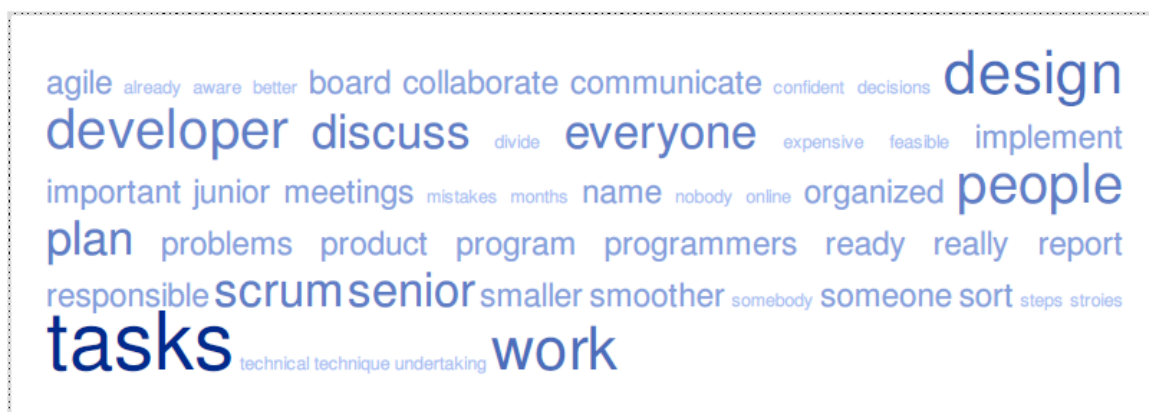 agile already aware better board collaborate communicate confident decisions design
developer discuss divide everyone expensive feasible implement
important junior meetings mistakes months name nobody online organized people
plan problems product program programmers ready really report
responsible scrum senior smaller smoother somebody someone sort steps stroies
tasks technical technique undertaking work